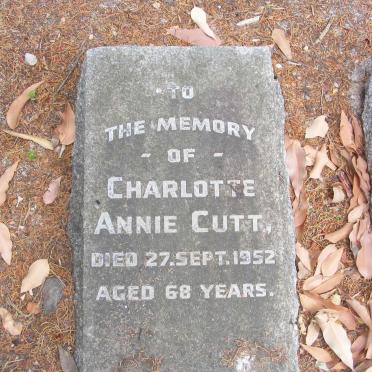 TO
THE MEMORY
- OF -
CHARLOTTE
ANNIE CUTT,
DIED 27.SEPT.1952
AGED 68 YEARS.